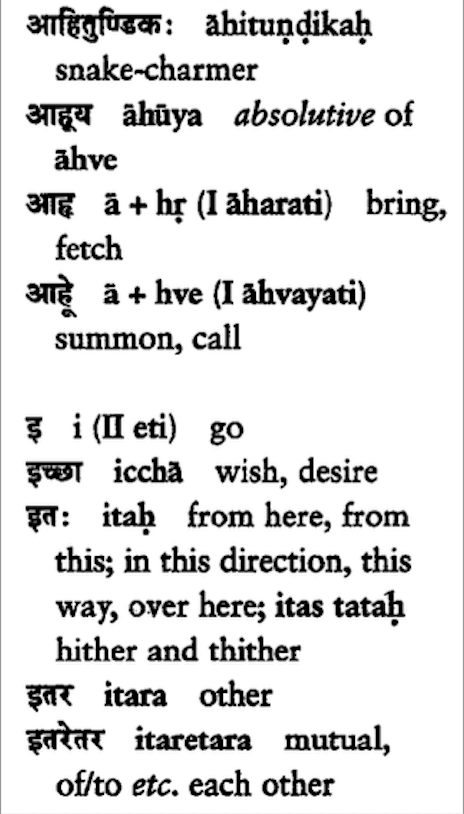 आहितुण्डिकः āhituṇḍikaḥ
snake-charmer
आहूय āhūya absolutive of
āhve
आहृ ā + hṛ (I āharati) bring,
fetch
आह्वे ā + hve (I āhvayati)
summon, call
इ i (II eti) go
इच्छा icchā wish, desire
इतः itaḥ from here, from
this; in this direction, this
way, over here; itas tataḥ
hither and thither
इतर itara other
इतरेतर itaretara mutual,
of/to etc. each other